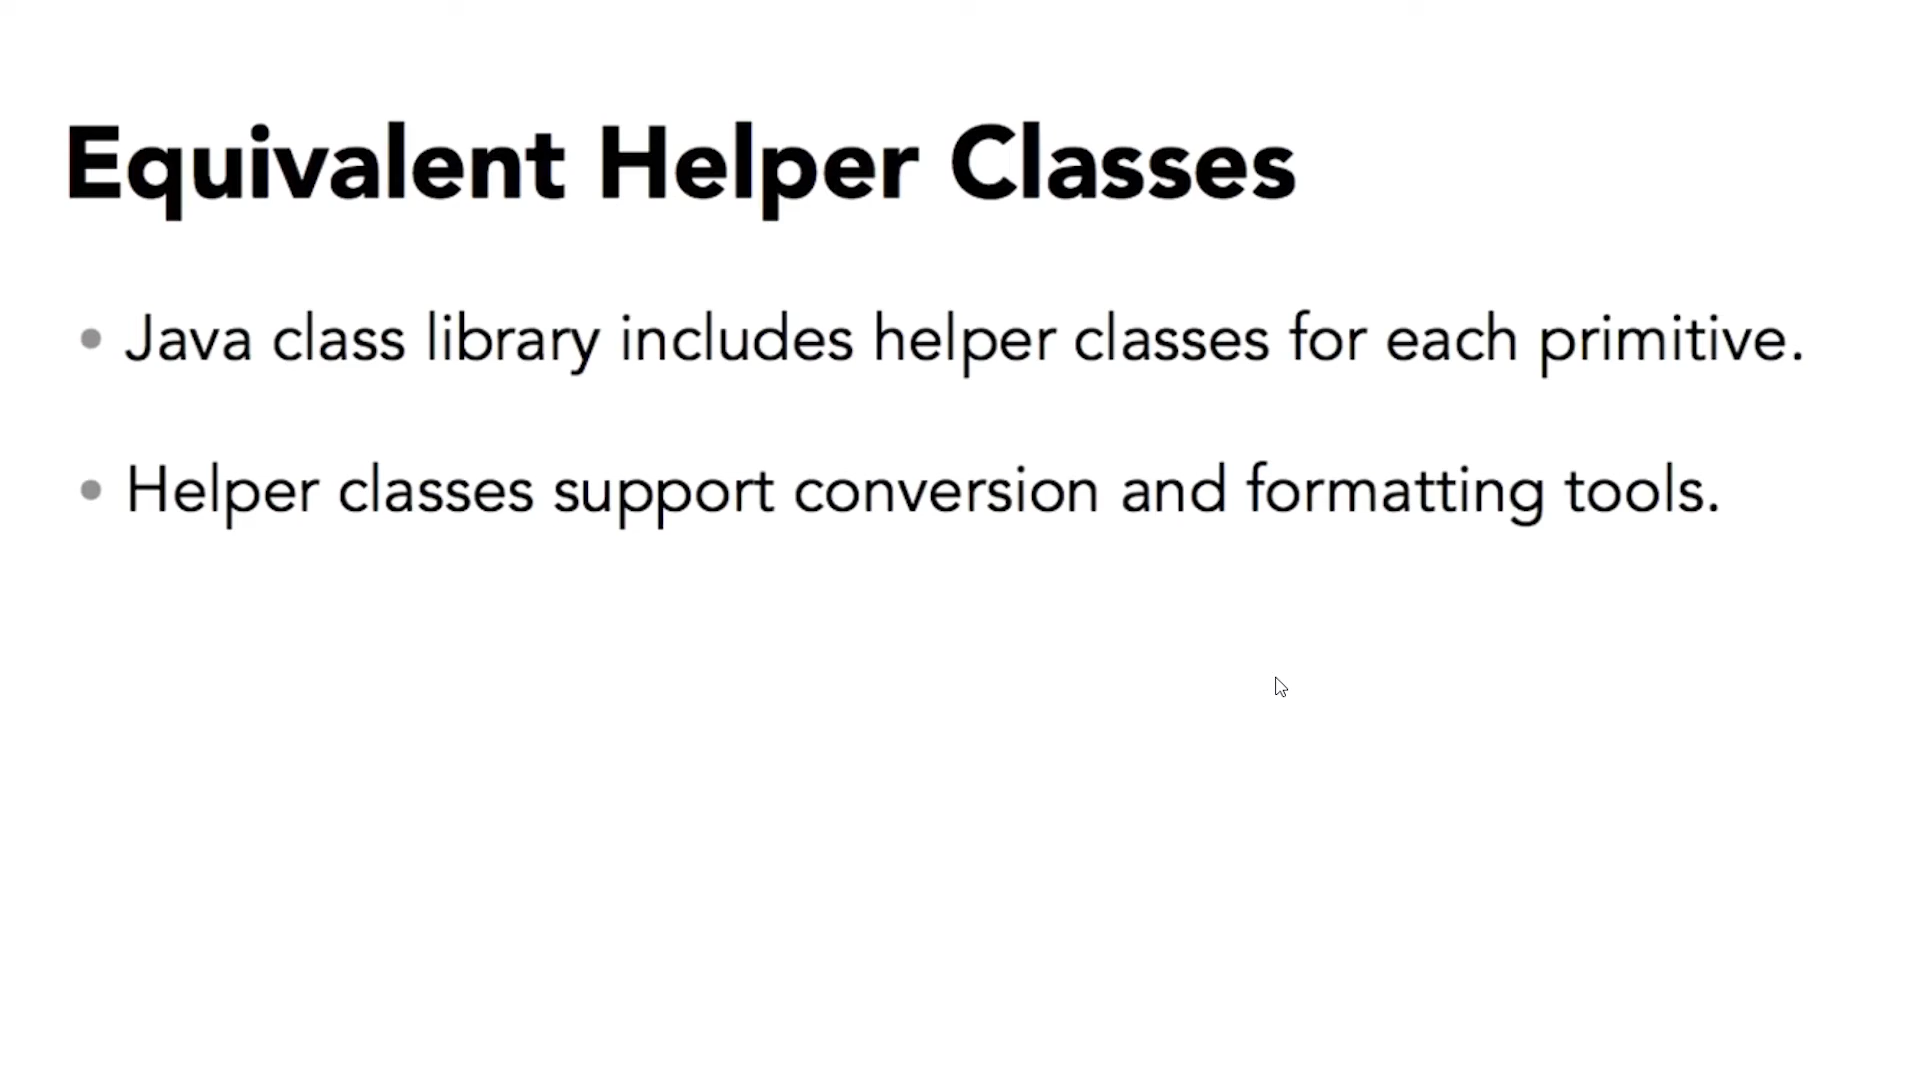 Equivalent Helper Classes
• Java class library includes helper classes for each primitive.
• Helper classes support conversion and formatting tools.